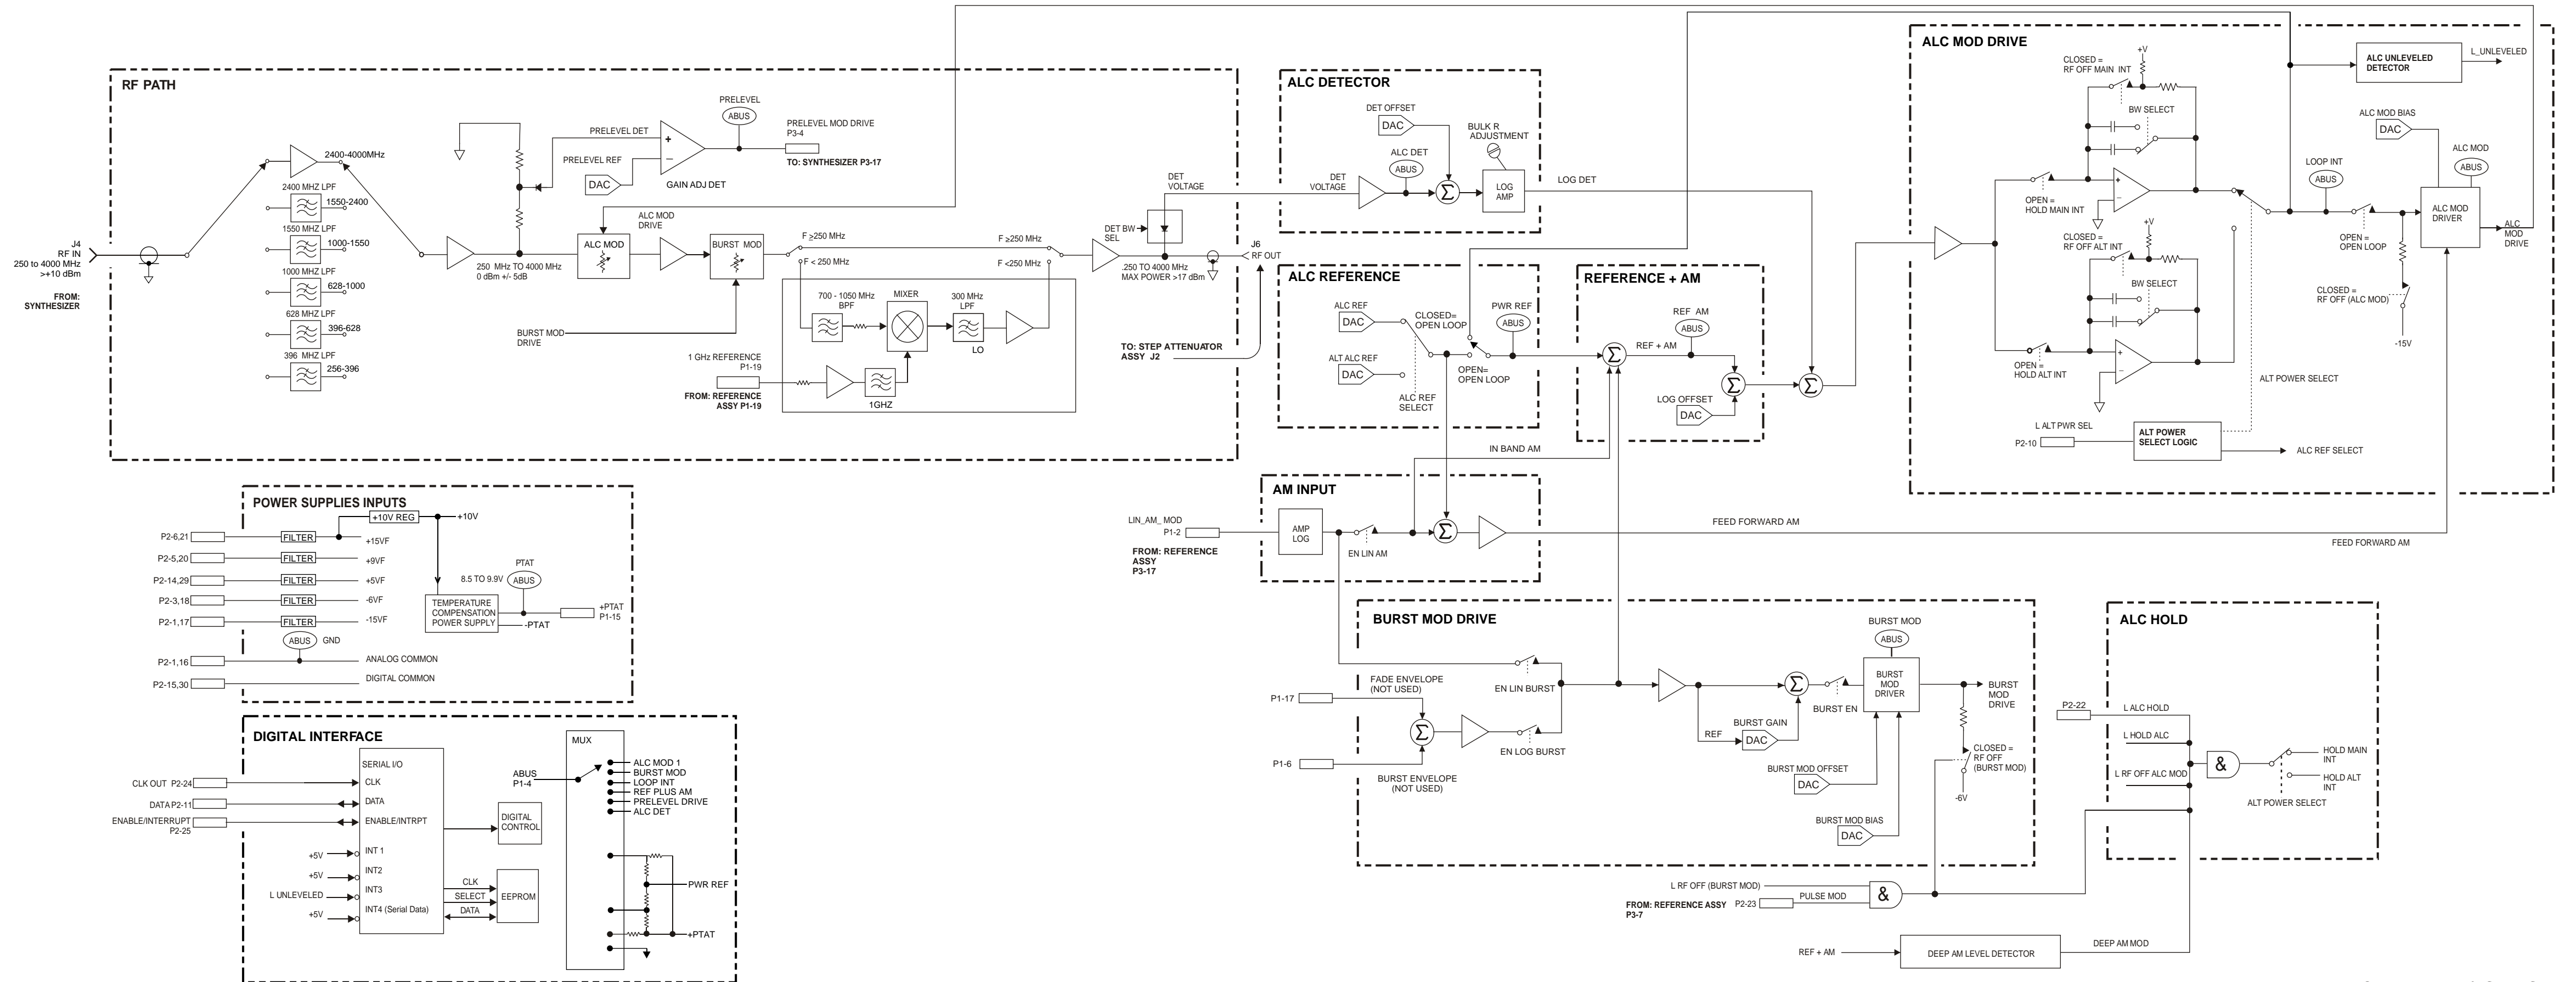 RF PATH
PRELEVEL
ABUS
PRELEVEL DET
PRELEVEL MOD DRIVE
P3-4
TO: SYNTHESIZER P3-17
PRELEVEL REF
DAC
+
−
GAIN ADJ DET
2400-4000MHz
2400 MHZ LPF
1550-2400
1550 MHZ LPF
1000-1550
1000 MHZ LPF
628-1000
628 MHZ LPF
396-628
396 MHZ LPF
256-396
J4
RF IN
250 to 4000 MHz
>+10 dBm
FROM:
SYNTHESIZER
250 MHz TO 4000 MHz
0 dBm +/- 5dB
ALC MOD
DRIVE
ALC MOD
BURST MOD
F ≥250 MHz
F < 250 MHz
F ≥250 MHz
F <250 MHz
BURST MOD
DRIVE
700 - 1050 MHz
BPF
MIXER
300 MHz
LPF
LO
1 GHz REFERENCE
P1-19
FROM: REFERENCE
ASSY P1-19
1GHZ
DET
VOLTAGE
DET BW
SEL
.250 TO 4000 MHz
MAX POWER >17 dBm
J6
RF OUT
TO: STEP ATTENUATOR
ASSY J2
ALC DETECTOR
DET OFFSET
DAC
BULK R
ADJUSTMENT
ALC DET
ABUS
DET
VOLTAGE
Σ
LOG
AMP
LOG DET
ALC REFERENCE
ALC REF
DAC
CLOSED=
OPEN LOOP
PWR REF
ABUS
ALT ALC REF
DAC
OPEN=
OPEN LOOP
ALC REF
SELECT
REFERENCE + AM
REF AM
ABUS
REF + AM
Σ
Σ
Σ
LOG OFFSET
DAC
IN BAND AM
ALC MOD DRIVE
CLOSED =
RF OFF MAIN INT
+V
BW SELECT
OPEN =
HOLD MAIN INT
+
−
CLOSED =
RF OFF ALT INT
+V
BW SELECT
OPEN =
HOLD ALT INT
+
−
ALC UNLEVELED
DETECTOR
L_UNLEVELED
ALC MOD BIAS
DAC
LOOP INT
ABUS
ALC MOD
ABUS
ALC MOD
DRIVER
ALC
MOD
DRIVE
OPEN =
OPEN LOOP
CLOSED =
RF OFF (ALC MOD)
-15V
ALT POWER SELECT
L ALT PWR SEL
P2-10
ALT POWER
SELECT LOGIC
ALC REF SELECT
AM INPUT
LIN_AM_ MOD
P1-2
FROM: REFERENCE
ASSY
P3-17
AMP
LOG
EN LIN AM
Σ
FEED FORWARD AM
FEED FORWARD AM
POWER SUPPLIES INPUTS
+10V REG
+10V
P2-6,21
FILTER
+15VF
P2-5,20
FILTER
+9VF
P2-14,29
FILTER
+5VF
P2-3,18
FILTER
-6VF
P2-1,17
FILTER
-15VF
ABUS
GND
P2-1,16
ANALOG COMMON
P2-15,30
DIGITAL COMMON
8.5 TO 9.9V
PTAT
ABUS
TEMPERATURE
COMPENSATION
POWER SUPPLY
+PTAT
P1-15
-PTAT
BURST MOD DRIVE
EN LIN BURST
P1-17
FADE ENVELOPE
(NOT USED)
Σ
EN LOG BURST
P1-6
BURST ENVELOPE
(NOT USED)
REF
BURST GAIN
DAC
Σ
BURST EN
BURST MOD
ABUS
BURST
MOD
DRIVER
BURST
MOD
DRIVE
BURST MOD OFFSET
DAC
BURST MOD BIAS
DAC
CLOSED =
RF OFF
(BURST MOD)
-6V
ALC HOLD
P2-22
L ALC HOLD
L HOLD ALC
L RF OFF ALC MOD
&
HOLD MAIN
INT
HOLD ALT
INT
ALT POWER SELECT
L RF OFF (BURST MOD)
FROM: REFERENCE ASSY
P3-7
P2-23
PULSE MOD
&
REF + AM
DEEP AM LEVEL DETECTOR
DEEP AM MOD
DIGITAL INTERFACE
SERIAL I/O
CLK OUT P2-24
CLK
DATA P2-11
DATA
ENABLE/INTERRUPT
P2-25
ENABLE/INTRPT
+5V
INT 1
+5V
INT2
L UNLEVELED
INT3
+5V
INT4 (Serial Data)
DIGITAL
CONTROL
CLK
SELECT
DATA
EEPROM
MUX
ABUS
P1-4
ALC MOD 1
BURST MOD
LOOP INT
REF PLUS AM
PRELEVEL DRIVE
ALC DET
PWR REF
+PTAT